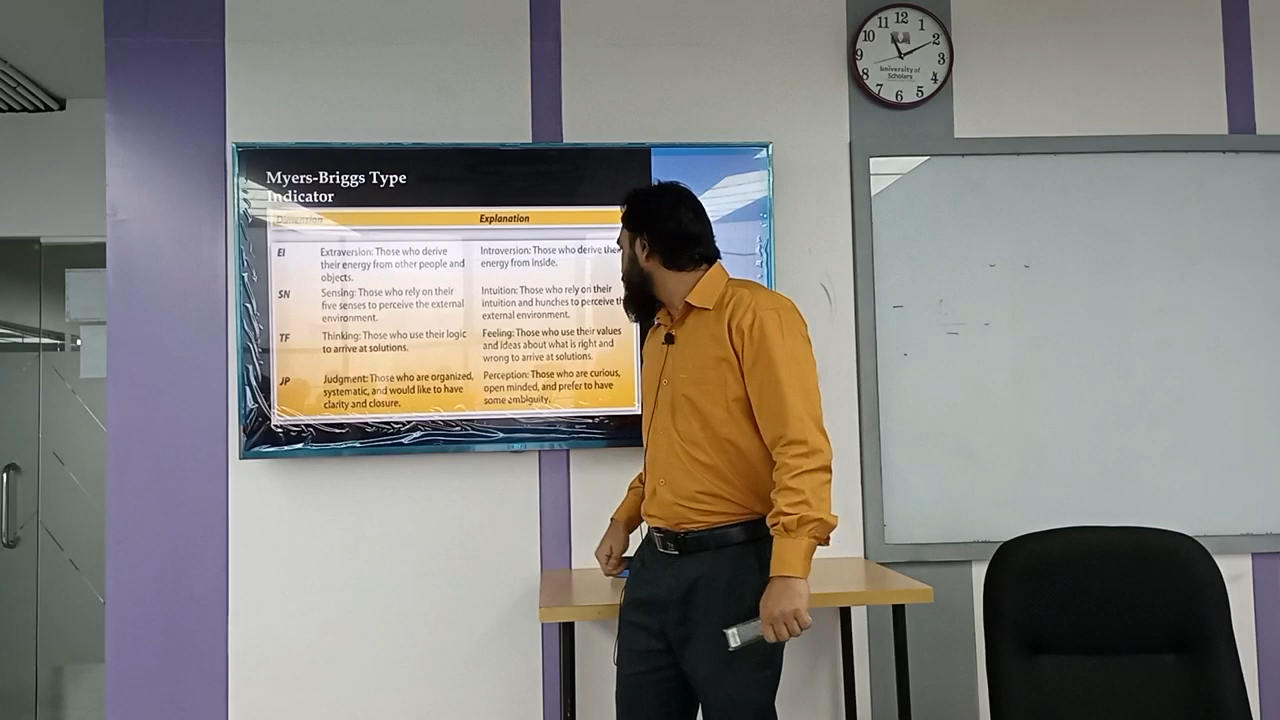 12
11 1
10 2
9 3
8 4
7 5
6
University of
Scholars
Myers-Briggs Type
Indicator
Dimension Explanation
EI Extraversion: Those who derive
their energy from other people and
objects.
Introversion: Those who derive their
energy from inside.
SN Sensing: Those who rely on their
five senses to perceive the external
environment.
Intuition: Those who rely on their
intuition and hunches to perceive th
external environment.
TF Thinking: Those who use their logic
to arrive at solutions.
Feeling: Those who use their values
and ideas about what is right and
wrong to arrive at solutions.
JP Judgment: Those who are organized,
systematic, and would like to have
clarity and closure.
Perception: Those who are curious,
open minded, and prefer to have
some ambiguity.